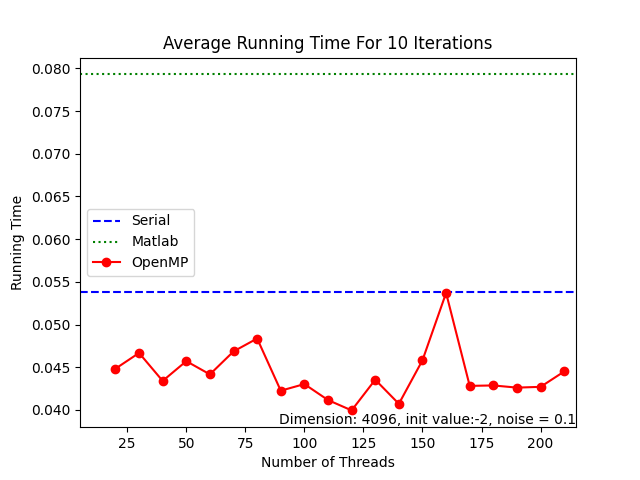 Average Running Time For 10 Iterations
0.080
0.075
0.070
0.065
0.060
0.055
0.050
0.045
0.040
Running Time
Serial
Matlab
OpenMP
Dimension: 4096, init value:-2, noise = 0.1
25 50 75 100 125 150 175 200
Number of Threads